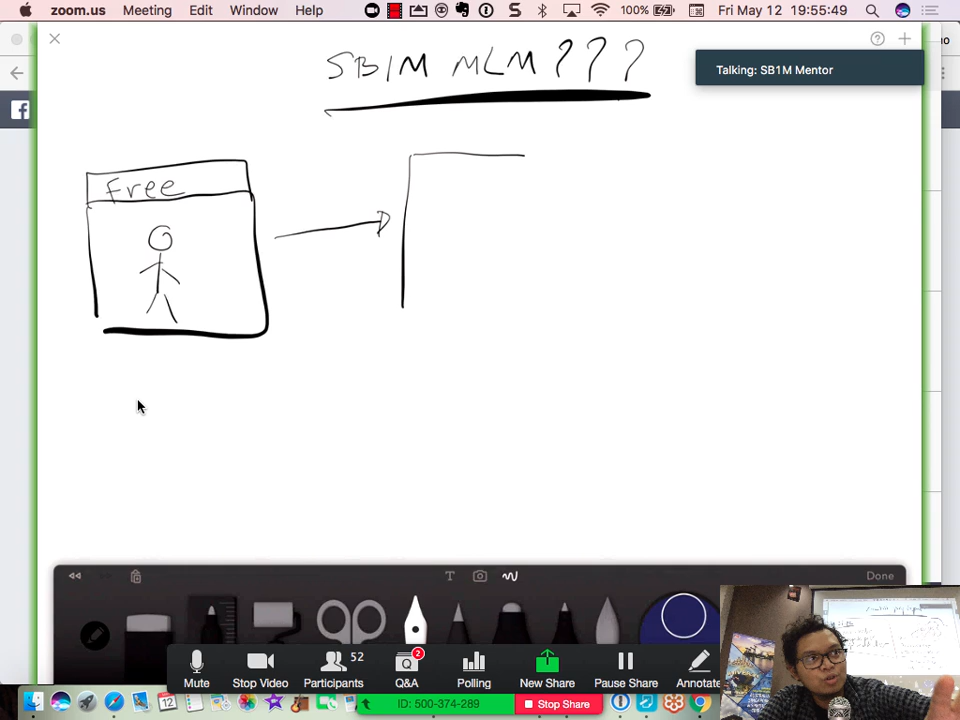 zoom.us Meeting Edit Window Help 100% Fri May 12 19:55:49
SB1M MLM???
Talking: SB1M Mentor
Free
T Done
Mute Stop Video 52 Participants 2 Q&A Polling New Share Pause Share Annotate
12 ID: 500-374-289 Stop Share